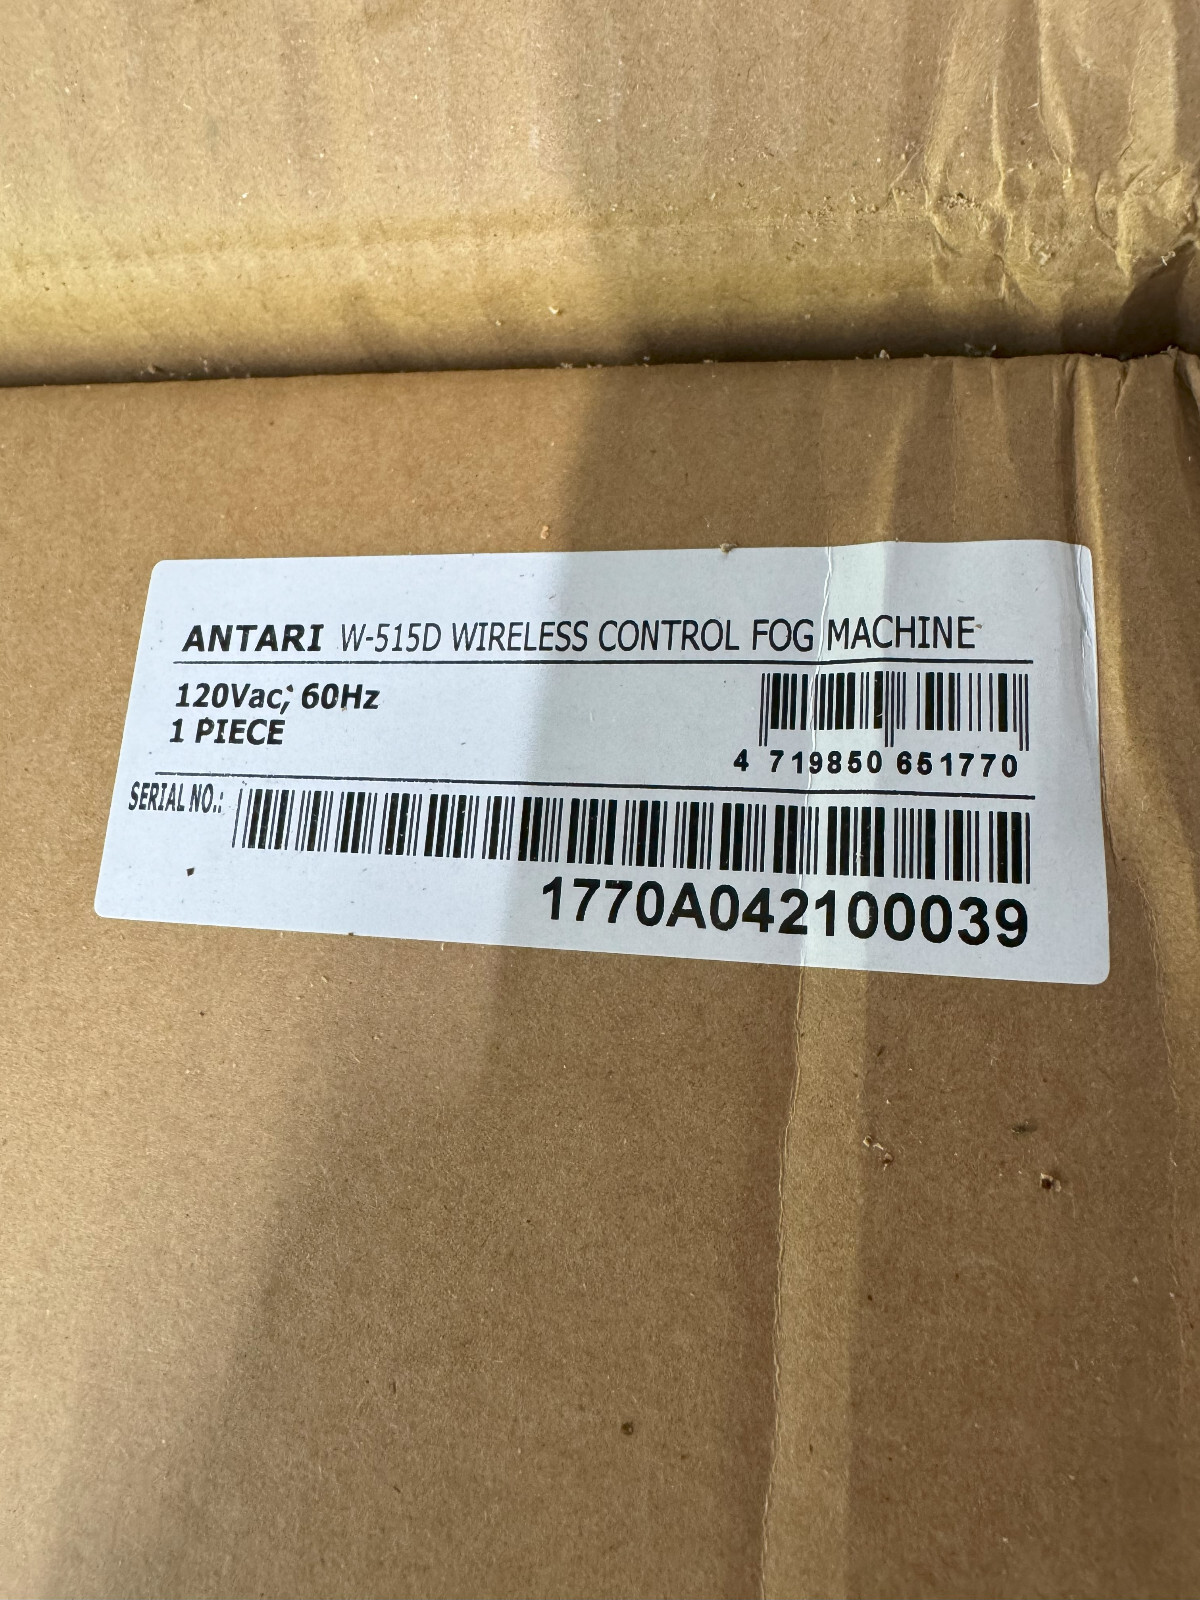 ANTARI W-515D WIRELESS CONTROL FOG MACHINE
120Vac, 60Hz
1 PIECE
4 719850 651770
SERIAL NO.:
1770A042100039